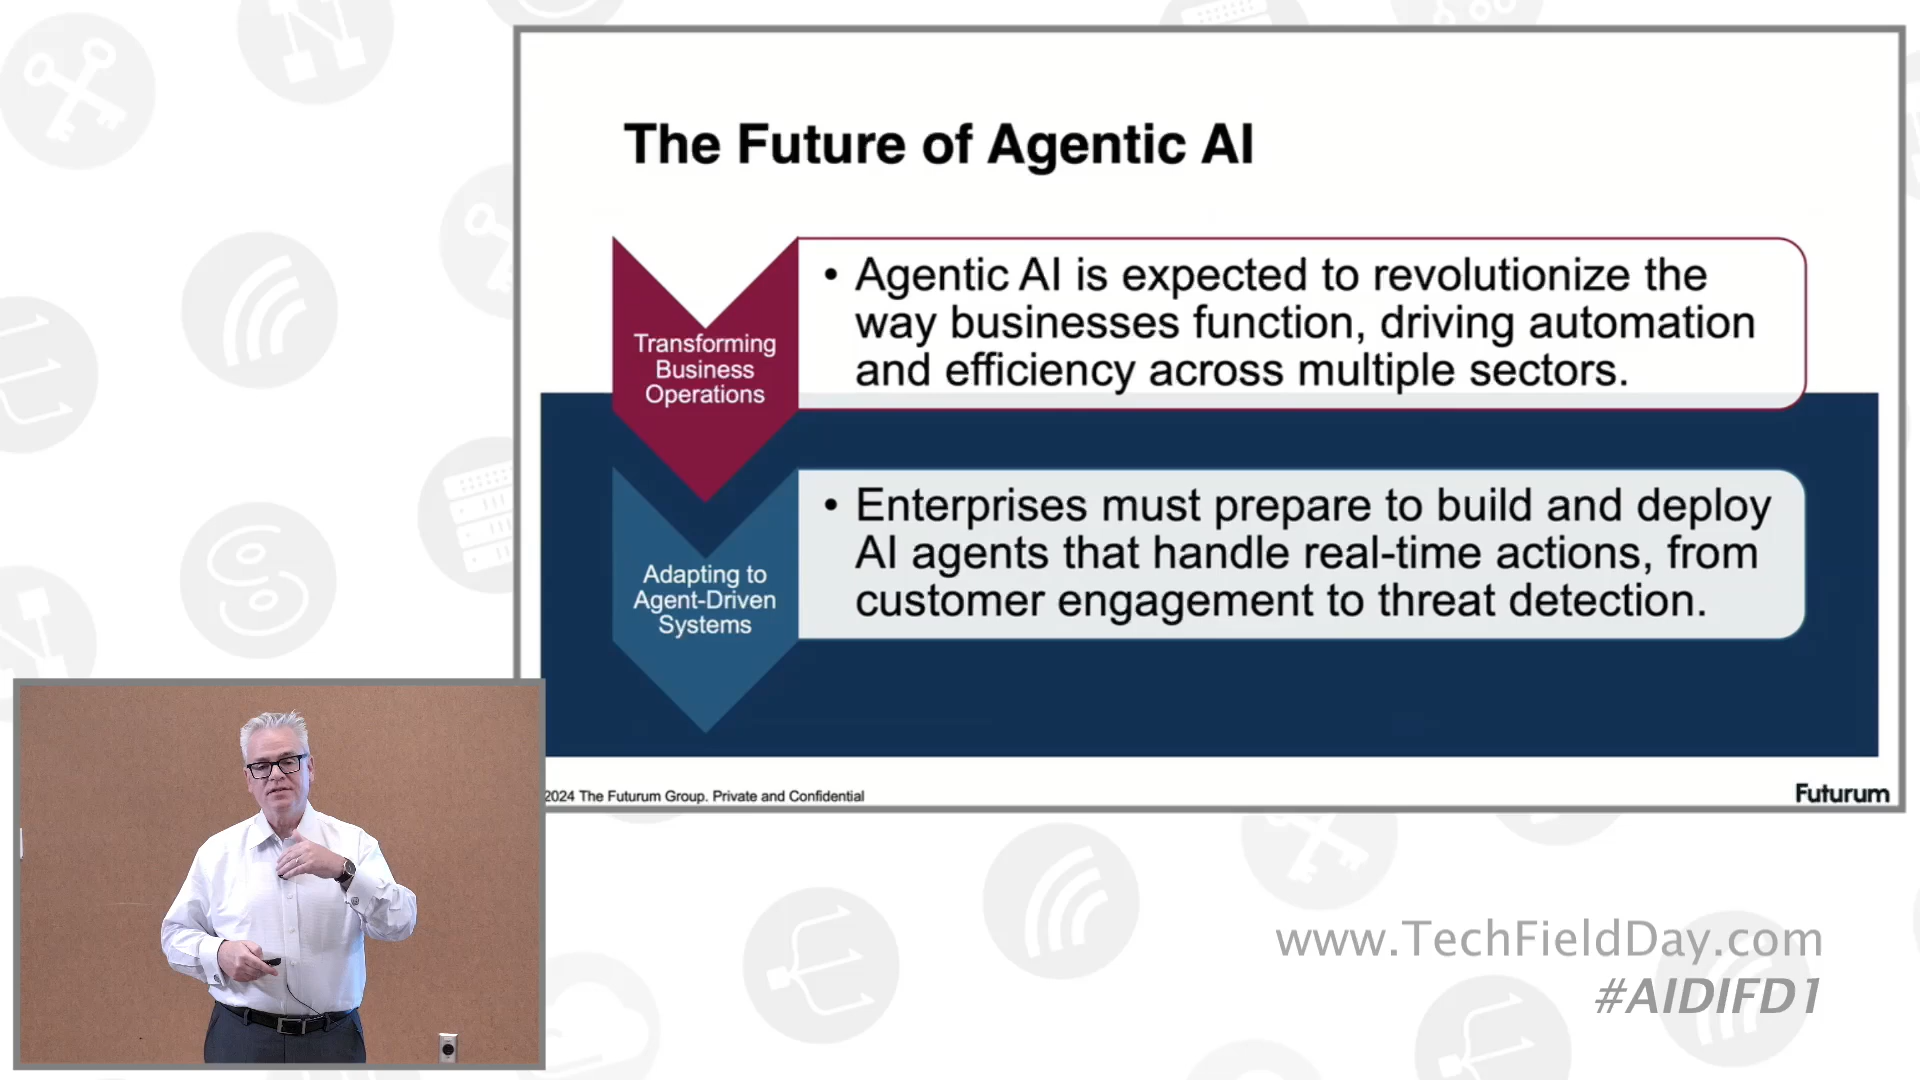 The Future of Agentic AI
Transforming
Business
Operations
• Agentic AI is expected to revolutionize the
way businesses function, driving automation
and efficiency across multiple sectors.
Adapting to
Agent-Driven
Systems
• Enterprises must prepare to build and deploy
AI agents that handle real-time actions, from
customer engagement to threat detection.
2024 The Futurum Group. Private and Confidential
Futurum
www.TechFieldDay.com
#AIDIFD1